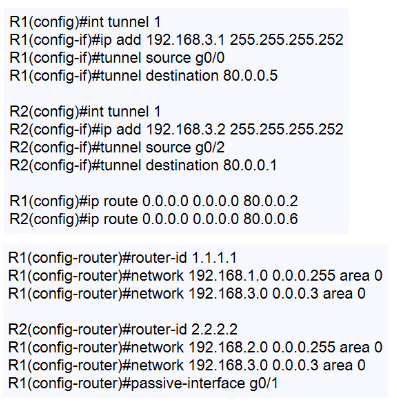 R1(config)#int tunnel 1
R1(config-if)#ip add 192.168.3.1 255.255.255.252
R1(config-if)#tunnel source g0/0
R1(config-if)#tunnel destination 80.0.0.5
R2(config)#int tunnel 1
R2(config-if)#ip add 192.168.3.2 255.255.255.252
R2(config-if)#tunnel source g0/2
R2(config-if)#tunnel destination 80.0.0.1
R1(config)#ip route 0.0.0.0 0.0.0.0 80.0.0.2
R2(config)#ip route 0.0.0.0 0.0.0.0 80.0.0.6
R1(config-router)#router-id 1.1.1.1
R1(config-router)#network 192.168.1.0 0.0.0.255 area 0
R1(config-router)#network 192.168.3.0 0.0.0.3 area 0
R2(config-router)#router-id 2.2.2.2
R1(config-router)#network 192.168.2.0 0.0.0.255 area 0
R1(config-router)#network 192.168.3.0 0.0.0.3 area 0
R1(config-router)#passive-interface g0/1